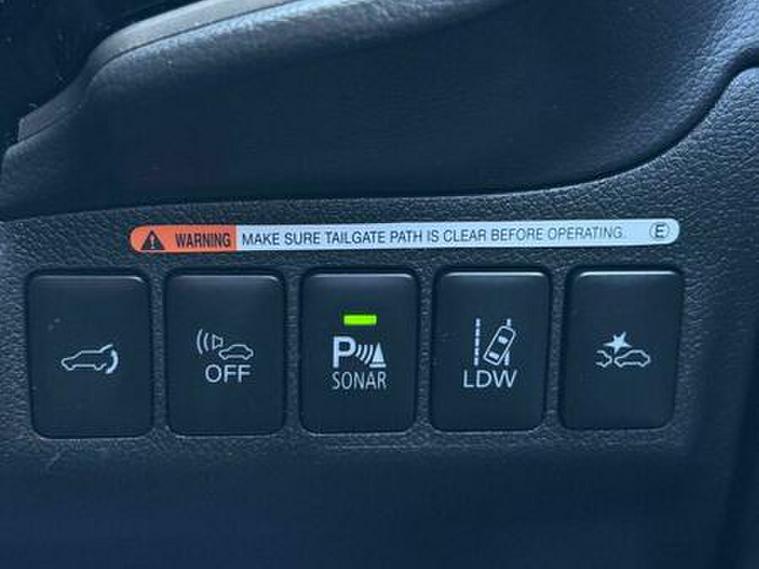 WARNING MAKE SURE TAILGATE PATH IS CLEAR BEFORE OPERATING. E
OFF
P
SONAR
LDW